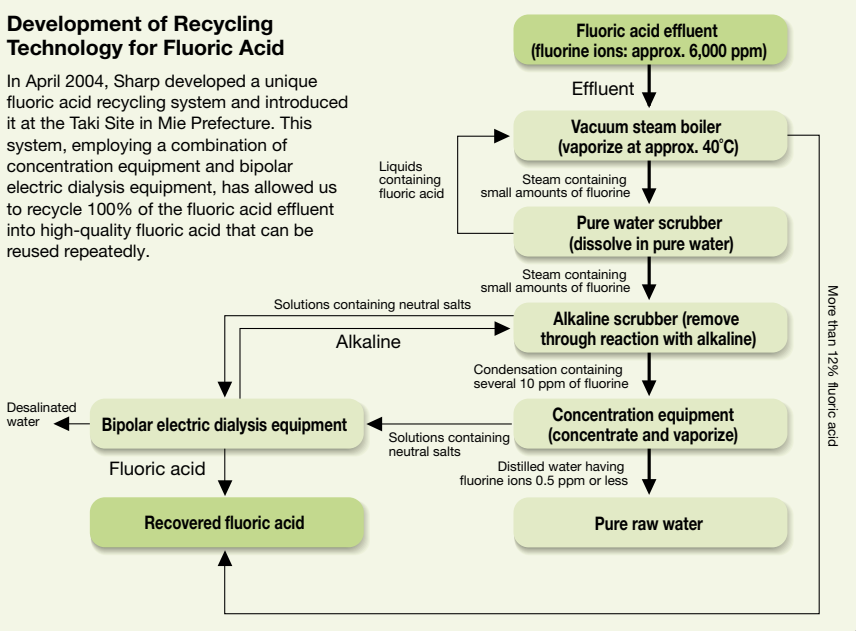 Development of Recycling
Technology for Fluoric Acid
In April 2004, Sharp developed a unique
fluoric acid recycling system and introduced
it at the Taki Site in Mie Prefecture. This
system, employing a combination of
concentration equipment and bipolar
electric dialysis equipment, has allowed us
to recycle 100% of the fluoric acid effluent
into high-quality fluoric acid that can be
reused repeatedly.
Fluoric acid effluent
(fluorine ions: approx. 6,000 ppm)
Effluent
Vacuum steam boiler
(vaporize at approx. 40°C)
Liquids
containing
fluoric acid
Steam containing
small amounts of fluorine
Pure water scrubber
(dissolve in pure water)
Steam containing
small amounts of fluorine
More than 12% fluoric acid
Solutions containing neutral salts
Alkaline
Alkaline scrubber (remove
through reaction with alkaline)
Condensation containing
several 10 ppm of fluorine
Desalinated
water
Bipolar electric dialysis equipment
Solutions containing
neutral salts
Concentration equipment
(concentrate and vaporize)
Fluoric acid
Distilled water having
fluorine ions 0.5 ppm or less
Recovered fluoric acid
Pure raw water